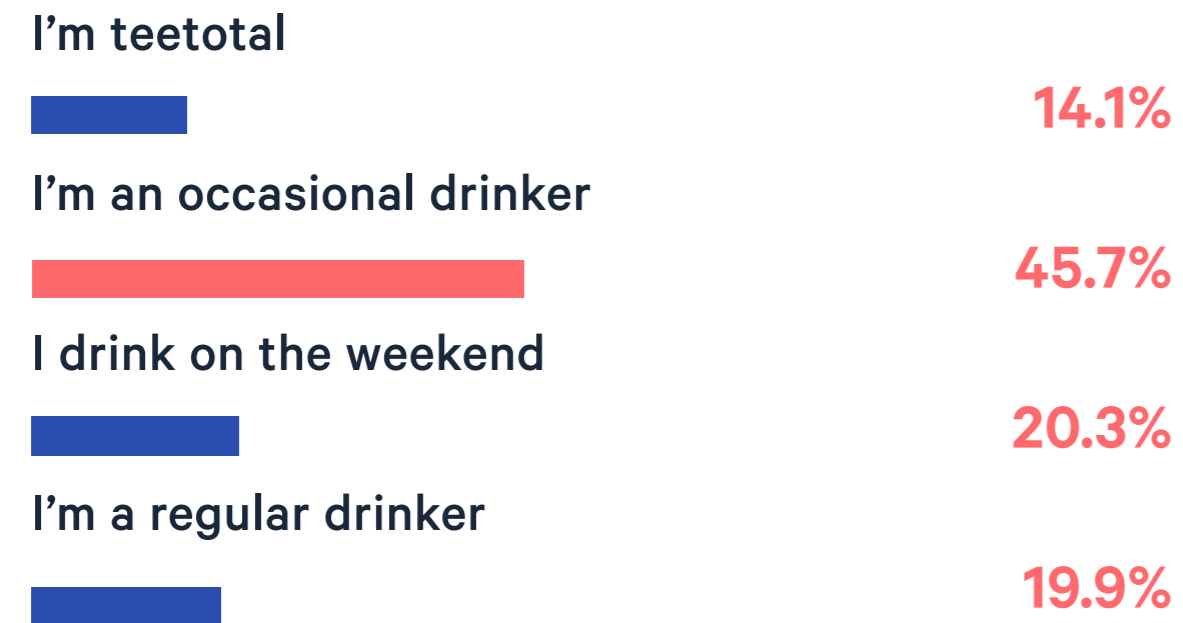 I’m teetotal
14.1%
I’m an occasional drinker
45.7%
I drink on the weekend
20.3%
I’m a regular drinker
19.9%